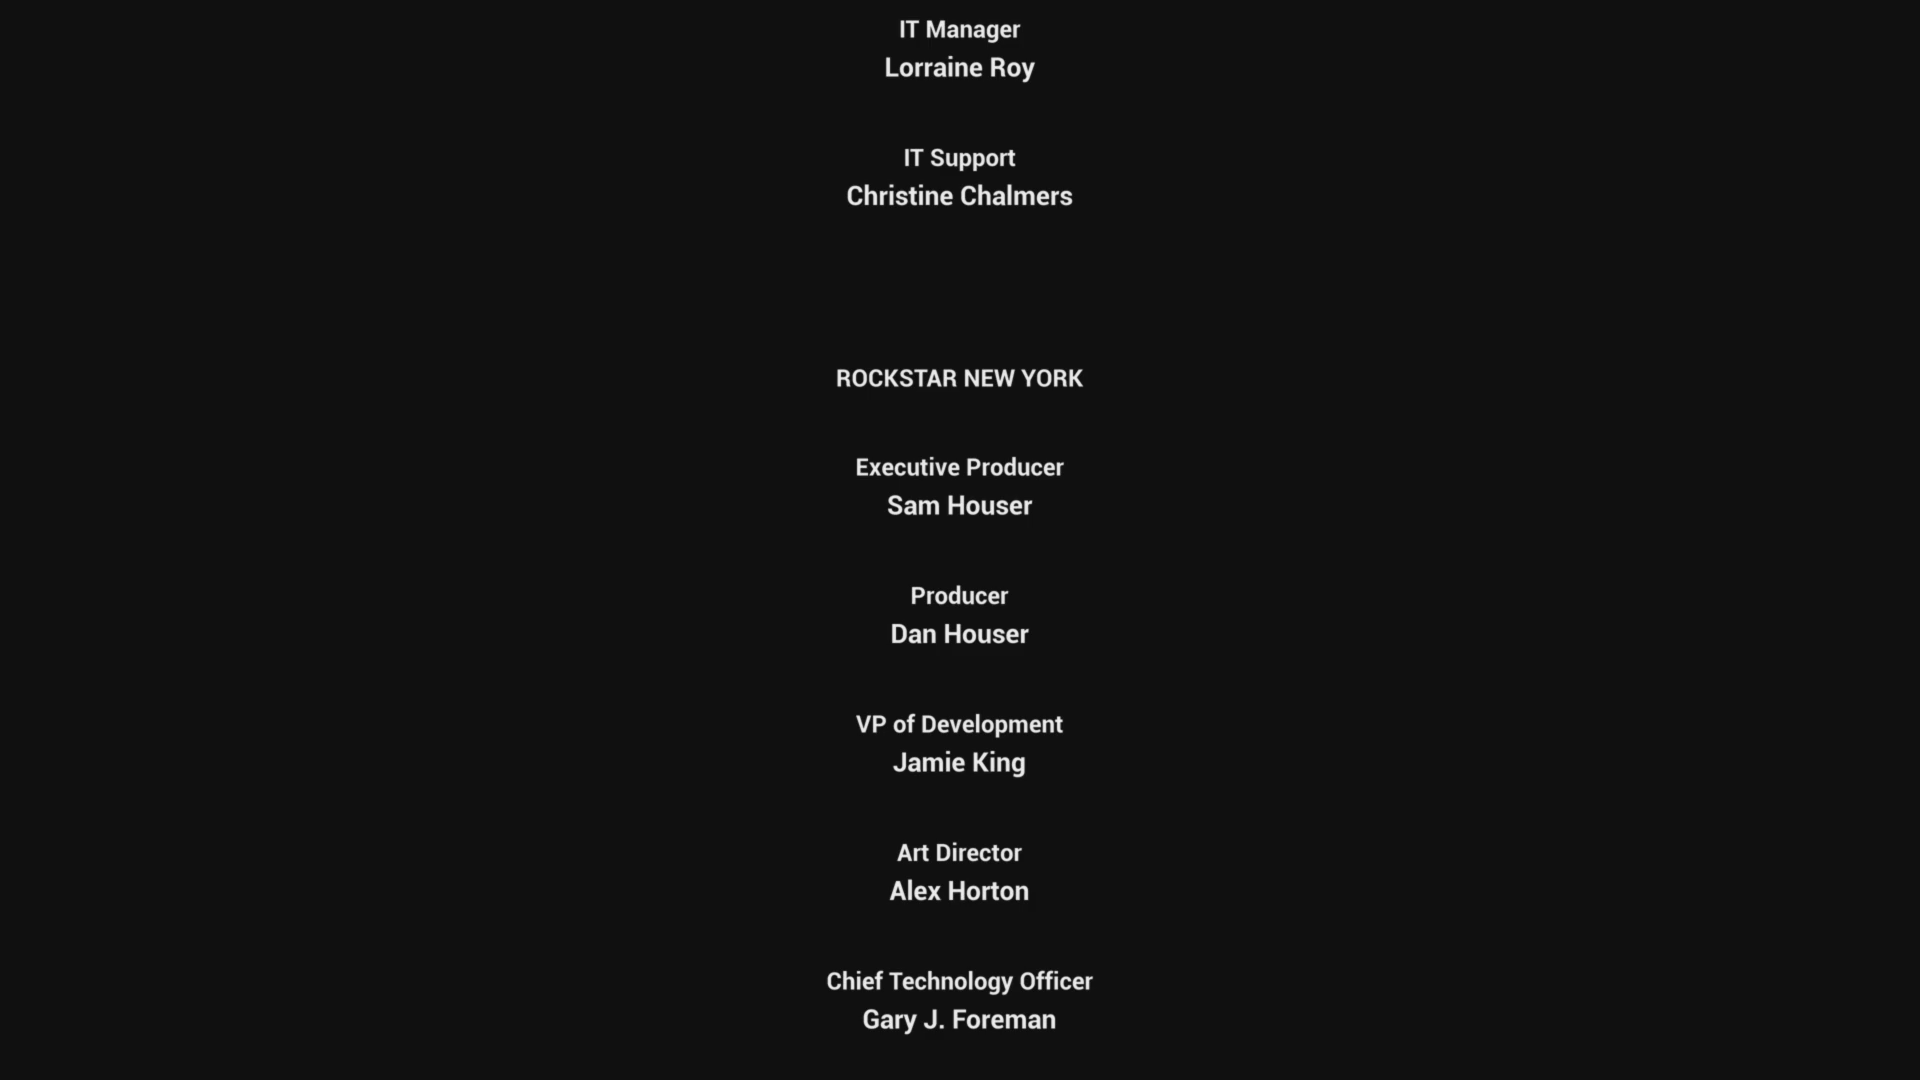 IT Manager
Lorraine Roy
IT Support
Christine Chalmers
ROCKSTAR NEW YORK
Executive Producer
Sam Houser
Producer
Dan Houser
VP of Development
Jamie King
Art Director
Alex Horton
Chief Technology Officer
Gary J. Foreman